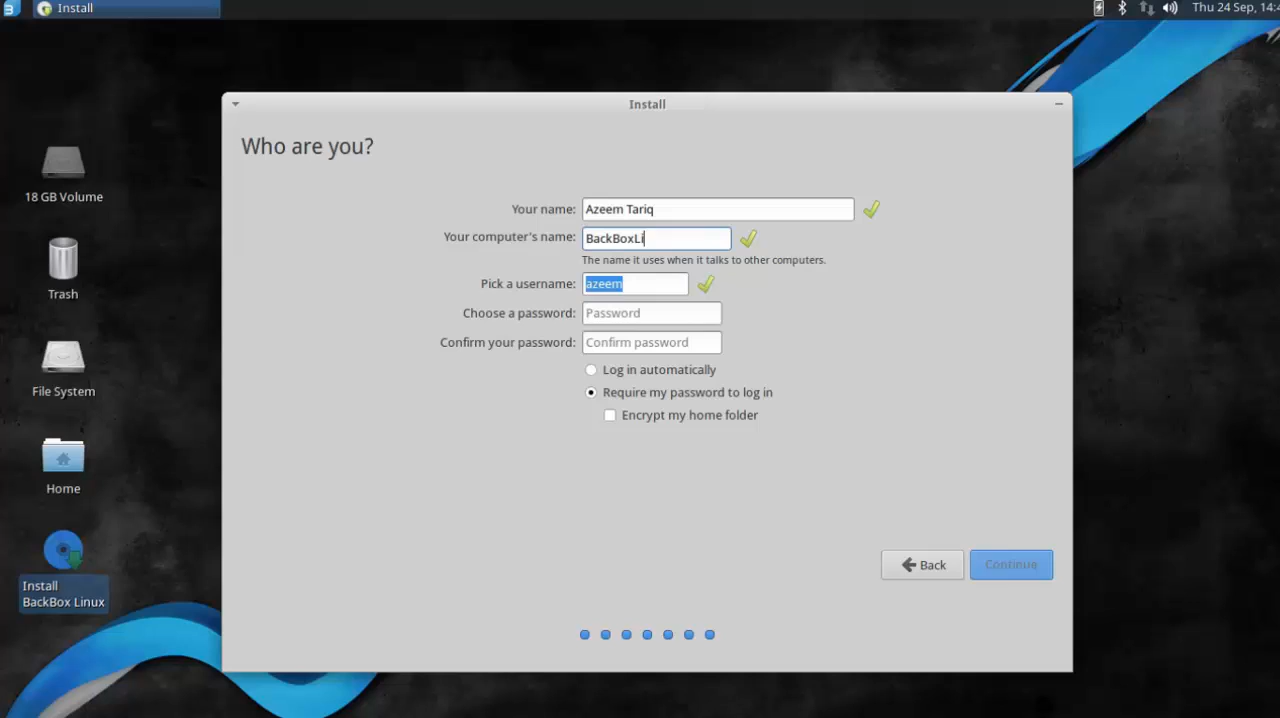 Install
Thu 24 Sep, 14:4
Install
Who are you?
Your name: Azeem Tariq
Your computer's name: BackBoxLi
The name it uses when it talks to other computers.
Pick a username: azeem
Choose a password: Password
Confirm your password: Confirm password
Log in automatically
Require my password to log in
Encrypt my home folder
Back Continue
18 GB Volume
Trash
File System
Home
Install
BackBox Linux